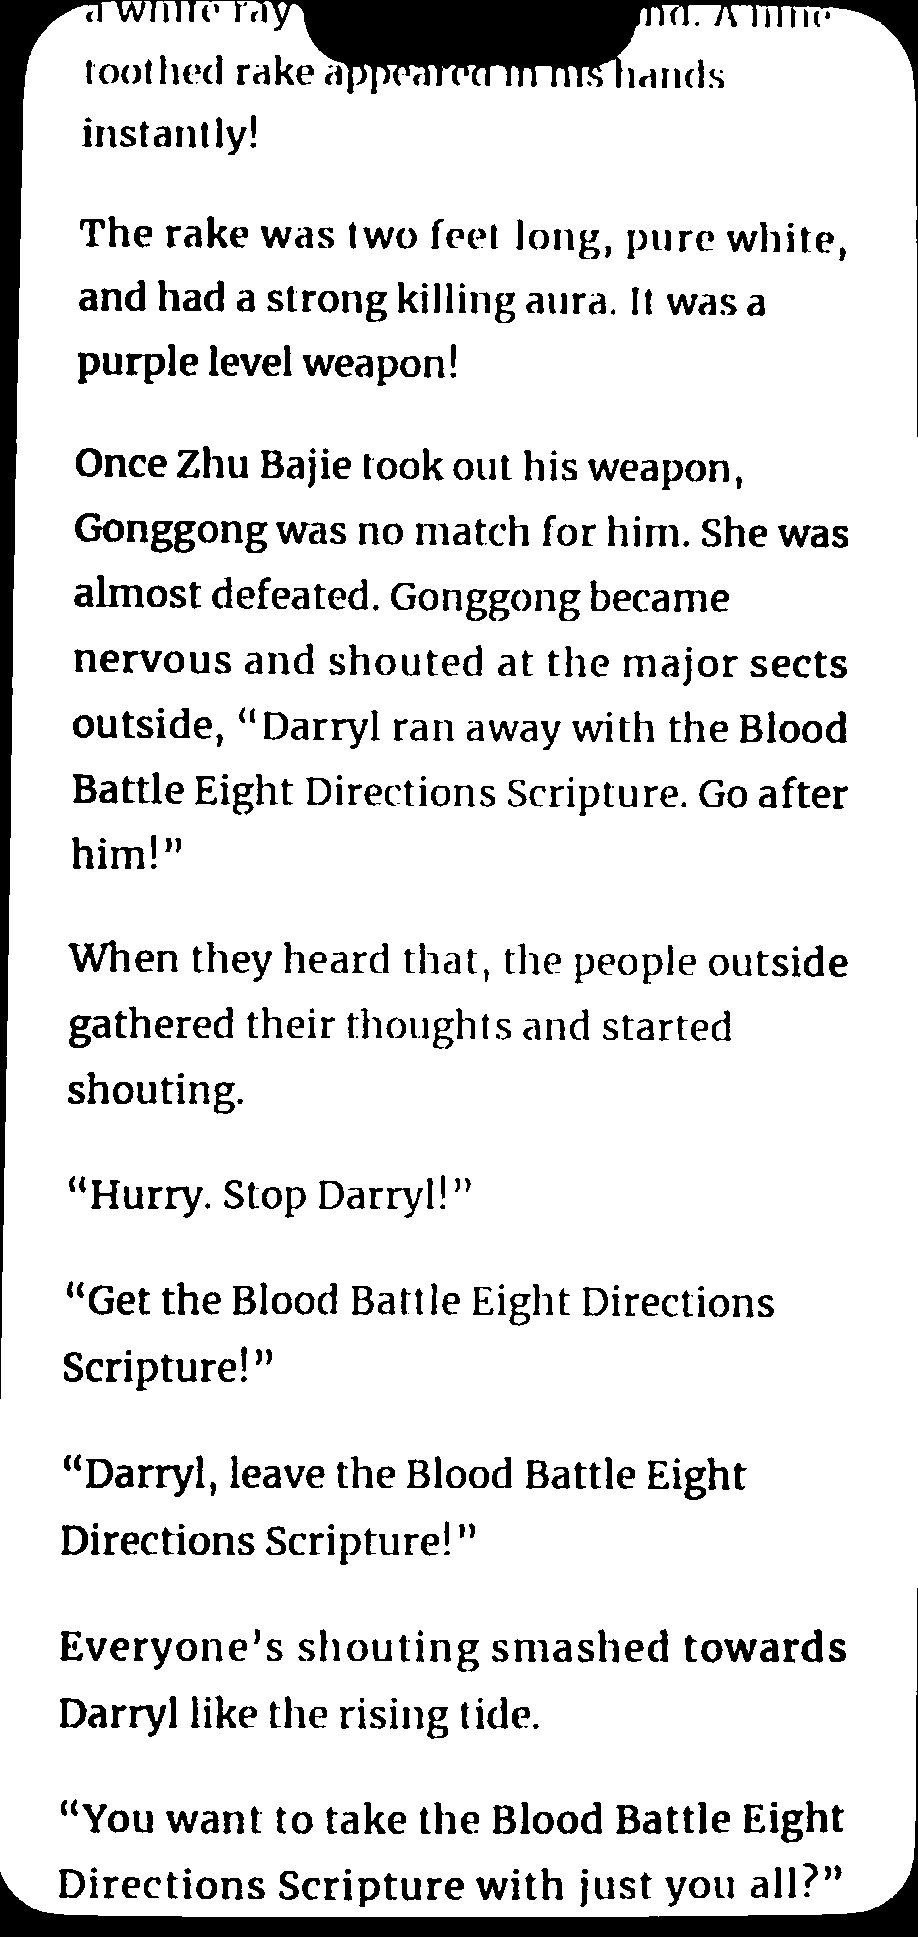 a white ray
toothed rake appeared in his hands
instantly!
The rake was two feet long, pure white,
and had a strong killing aura. It was a
purple level weapon!
Once Zhu Bajie took out his weapon,
Gonggong was no match for him. She was
almost defeated. Gonggong became
nervous and shouted at the major sects
outside, “Darryl ran away with the Blood
Battle Eight Directions Scripture. Go after
him!”
When they heard that, the people outside
gathered their thoughts and started
shouting.
“Hurry. Stop Darryl!”
“Get the Blood Battle Eight Directions
Scripture!”
“Darryl, leave the Blood Battle Eight
Directions Scripture!”
Everyone's shouting smashed towards
Darryl like the rising tide.
“You want to take the Blood Battle Eight
Directions Scripture with just you all?”